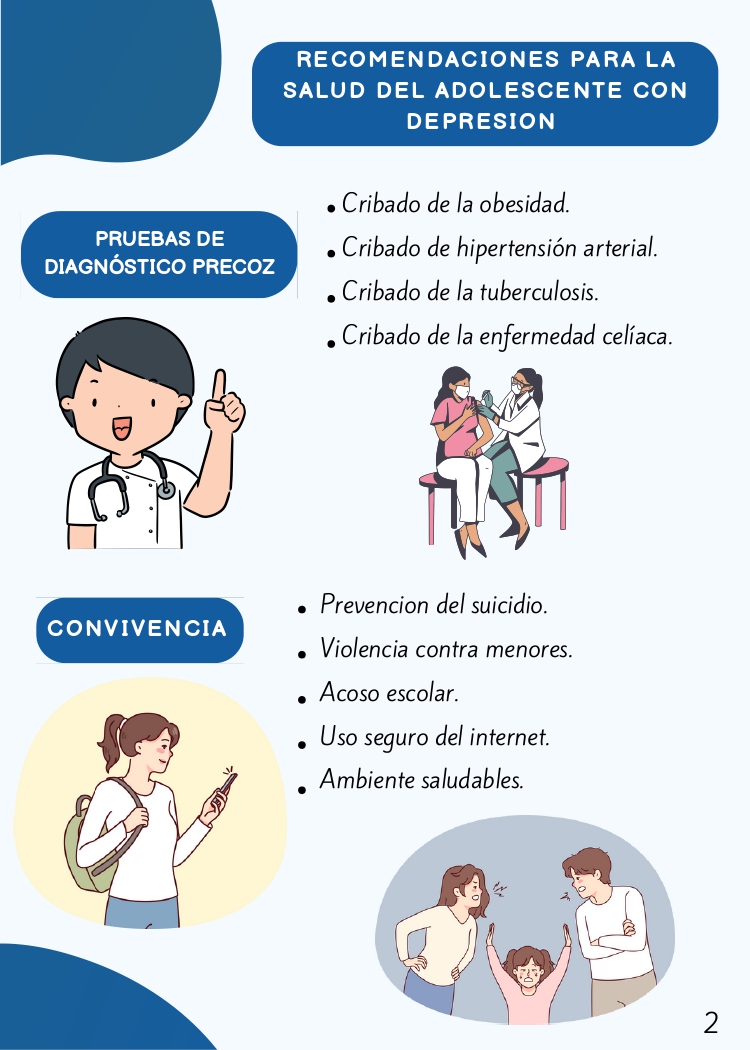 RECOMENDACIONES PARA LA
SALUD DEL ADOLESCENTE CON
DEPRESION
PRUEBAS DE
DIAGNÓSTICO PRECOZ
• Cribado de la obesidad.
• Cribado de hipertensión arterial.
• Cribado de la tuberculosis.
• Cribado de la enfermedad celíaca.
CONVIVENCIA
• Prevencion del suicidio.
• Violencia contra menores.
• Acoso escolar.
• Uso seguro del internet.
• Ambiente saludables.
2